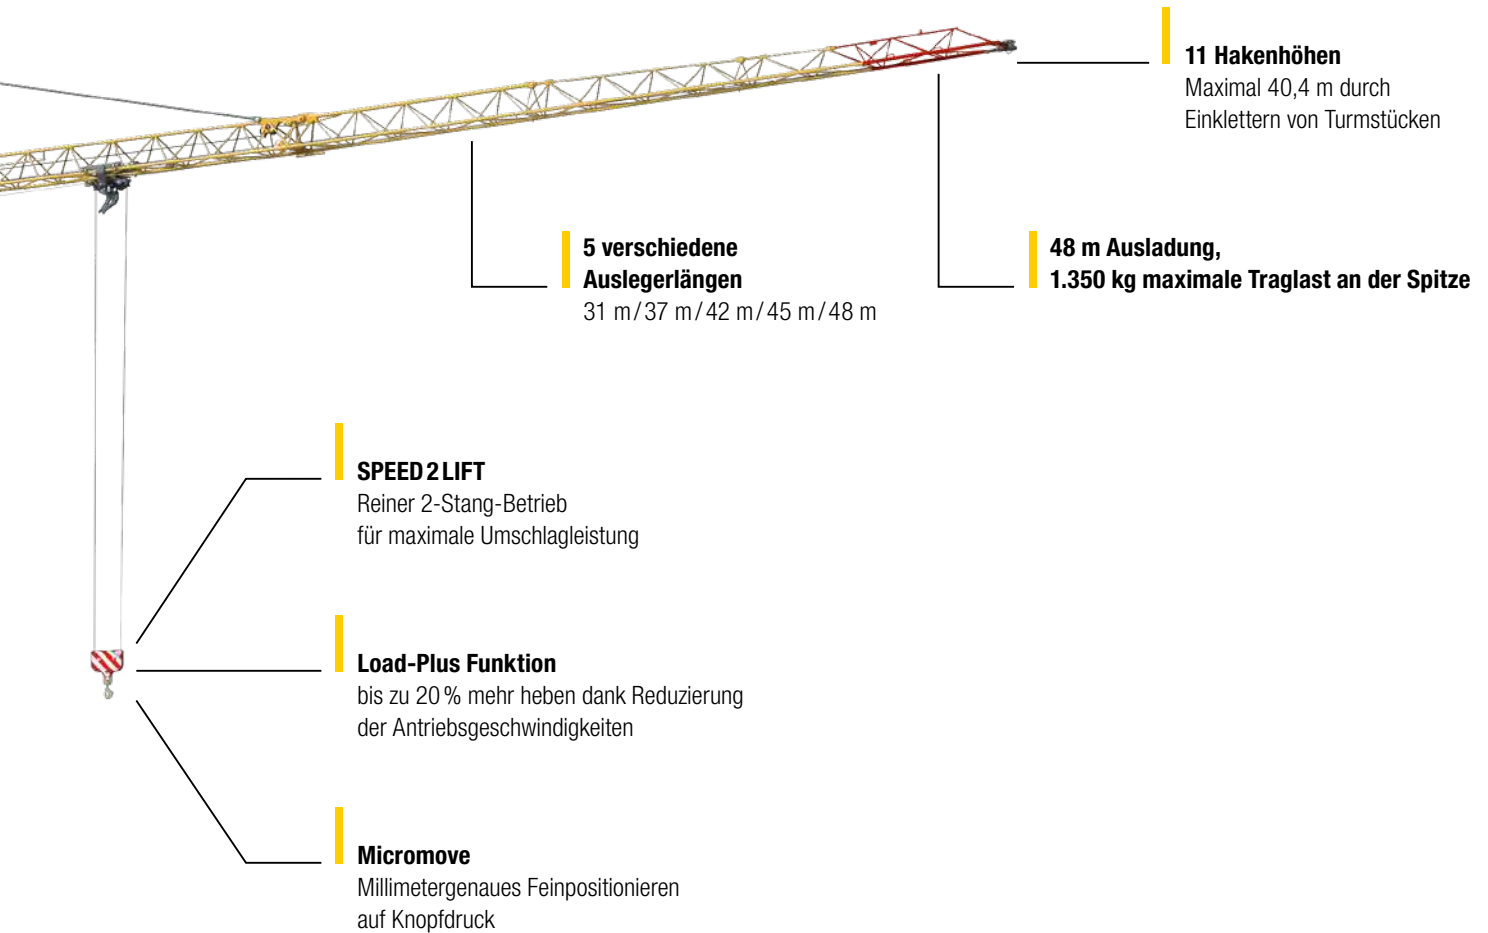 11 Hakenhöhen
Maximal 40,4 m durch
Einklettern von Turmstücken
5 verschiedene
Auslegerlängen
31 m/37 m/42 m/45 m/48 m
48 m Ausladung,
1.350 kg maximale Traglast an der Spitze
SPEED 2 LIFT
Reiner 2-Stang-Betrieb
für maximale Umschlagleistung
Load-Plus Funktion
bis zu 20 % mehr heben dank Reduzierung
der Antriebsgeschwindigkeiten
Micromove
Millimetergenaues Feinpositionieren
auf Knopfdruck